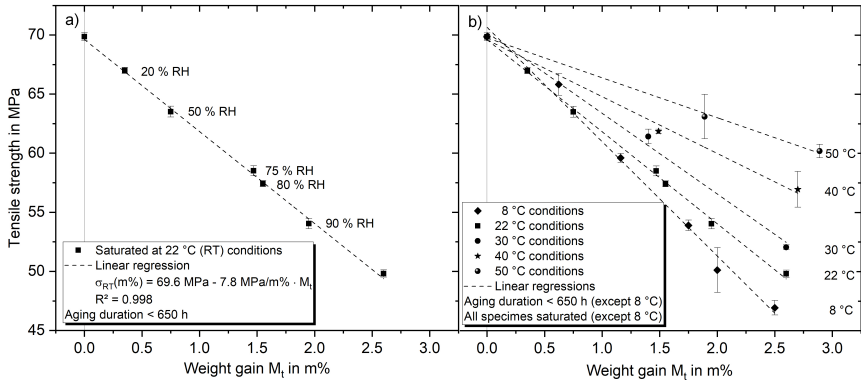 a)
70
65
60
55
50
45
Tensile strength in MPa
20 % RH
50 % RH
75 % RH
80 % RH
90 % RH
Saturated at 22 °C (RT) conditions
Linear regression
σRT(m%) = 69.6 MPa - 7.8 MPa/m% · Mt
R² = 0.998
Aging duration < 650 h
0.0 0.5 1.0 1.5 2.0 2.5 3.0
Weight gain Mt in m%
b)
50 °C
40 °C
30 °C
22 °C
8 °C
8 °C conditions
22 °C conditions
30 °C conditions
40 °C conditions
50 °C conditions
Linear regressions
Aging duration < 650 h (except 8 °C)
All specimes saturated (except 8 °C)
0.0 0.5 1.0 1.5 2.0 2.5 3.0
Weight gain Mt in m%